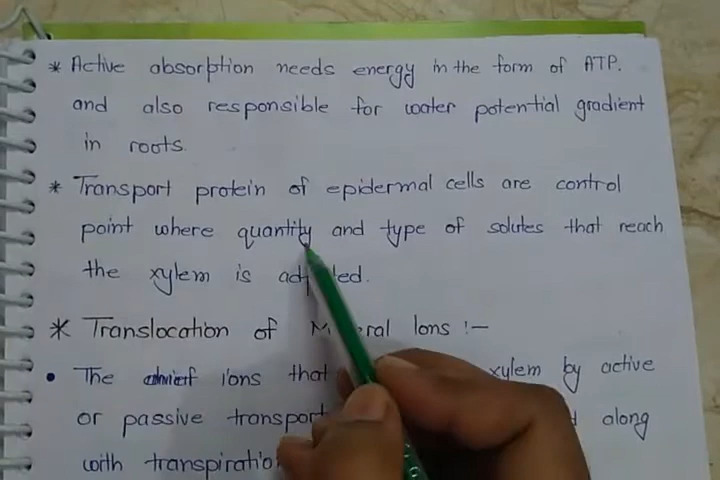 * Active absorption needs energy in the form of ATP.
and also responsible for water potential gradient
in roots.
* Transport protein of epidermal cells are control
point where quantity and type of solutes that reach
the xylem is
* Translocation of Ions :-
• The ions that xylem by active
or passive transport along
with